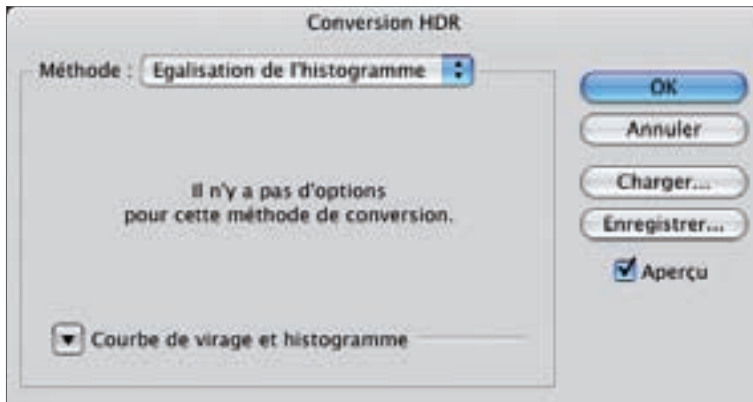 Conversion HDR
Méthode : Egalisation de l'histogramme
OK
Annuler
Il n'y a pas d'options
pour cette méthode de conversion.
Charger...
Enregistrer...
Aperçu
Courbe de virage et histogramme